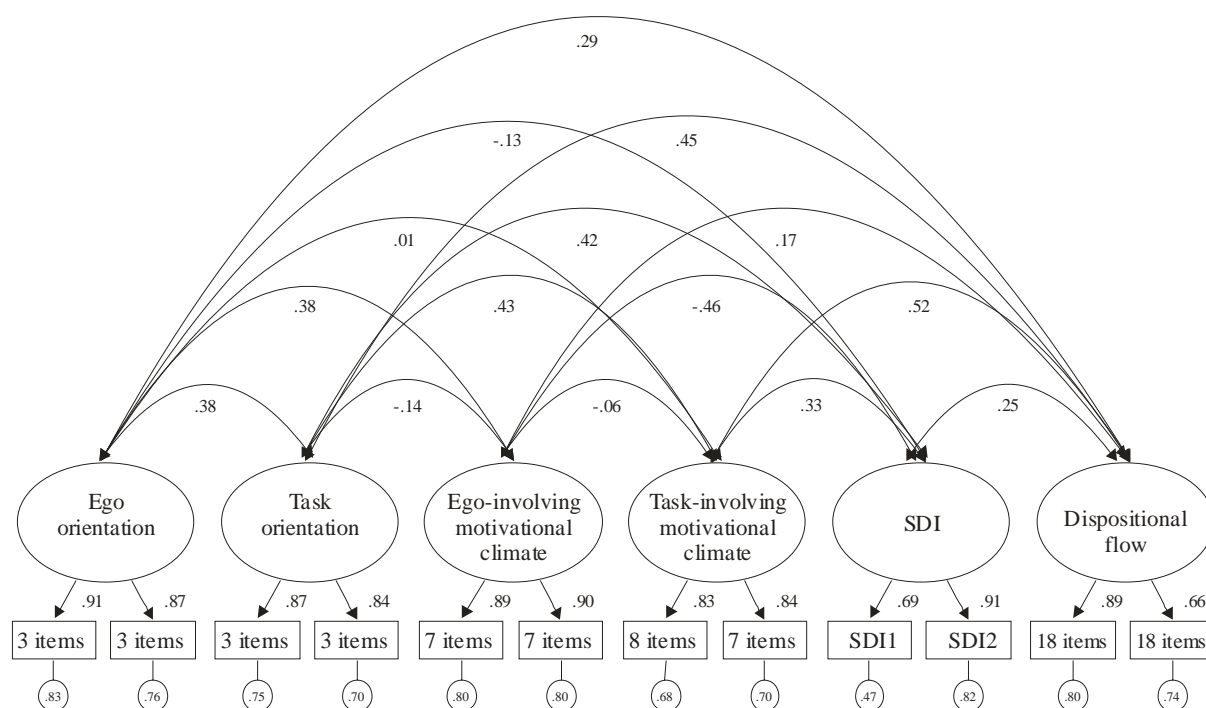 .29
-.13
.45
.01
.42
.17
.38
.43
-.46
.52
.38
-.14
-.06
.33
.25
Ego
orientation
Task
orientation
Ego-involving
motivational
climate
Task-involving
motivational
climate
SDI
Dispositional
flow
.91 .87 .87 .84 .89 .90 .83 .84 .69 .91 .89 .66
3 items 3 items 3 items 3 items 7 items 7 items 8 items 7 items SDI1 SDI2 18 items 18 items
.83 .76 .75 .70 .80 .80 .68 .70 .47 .82 .80 .74